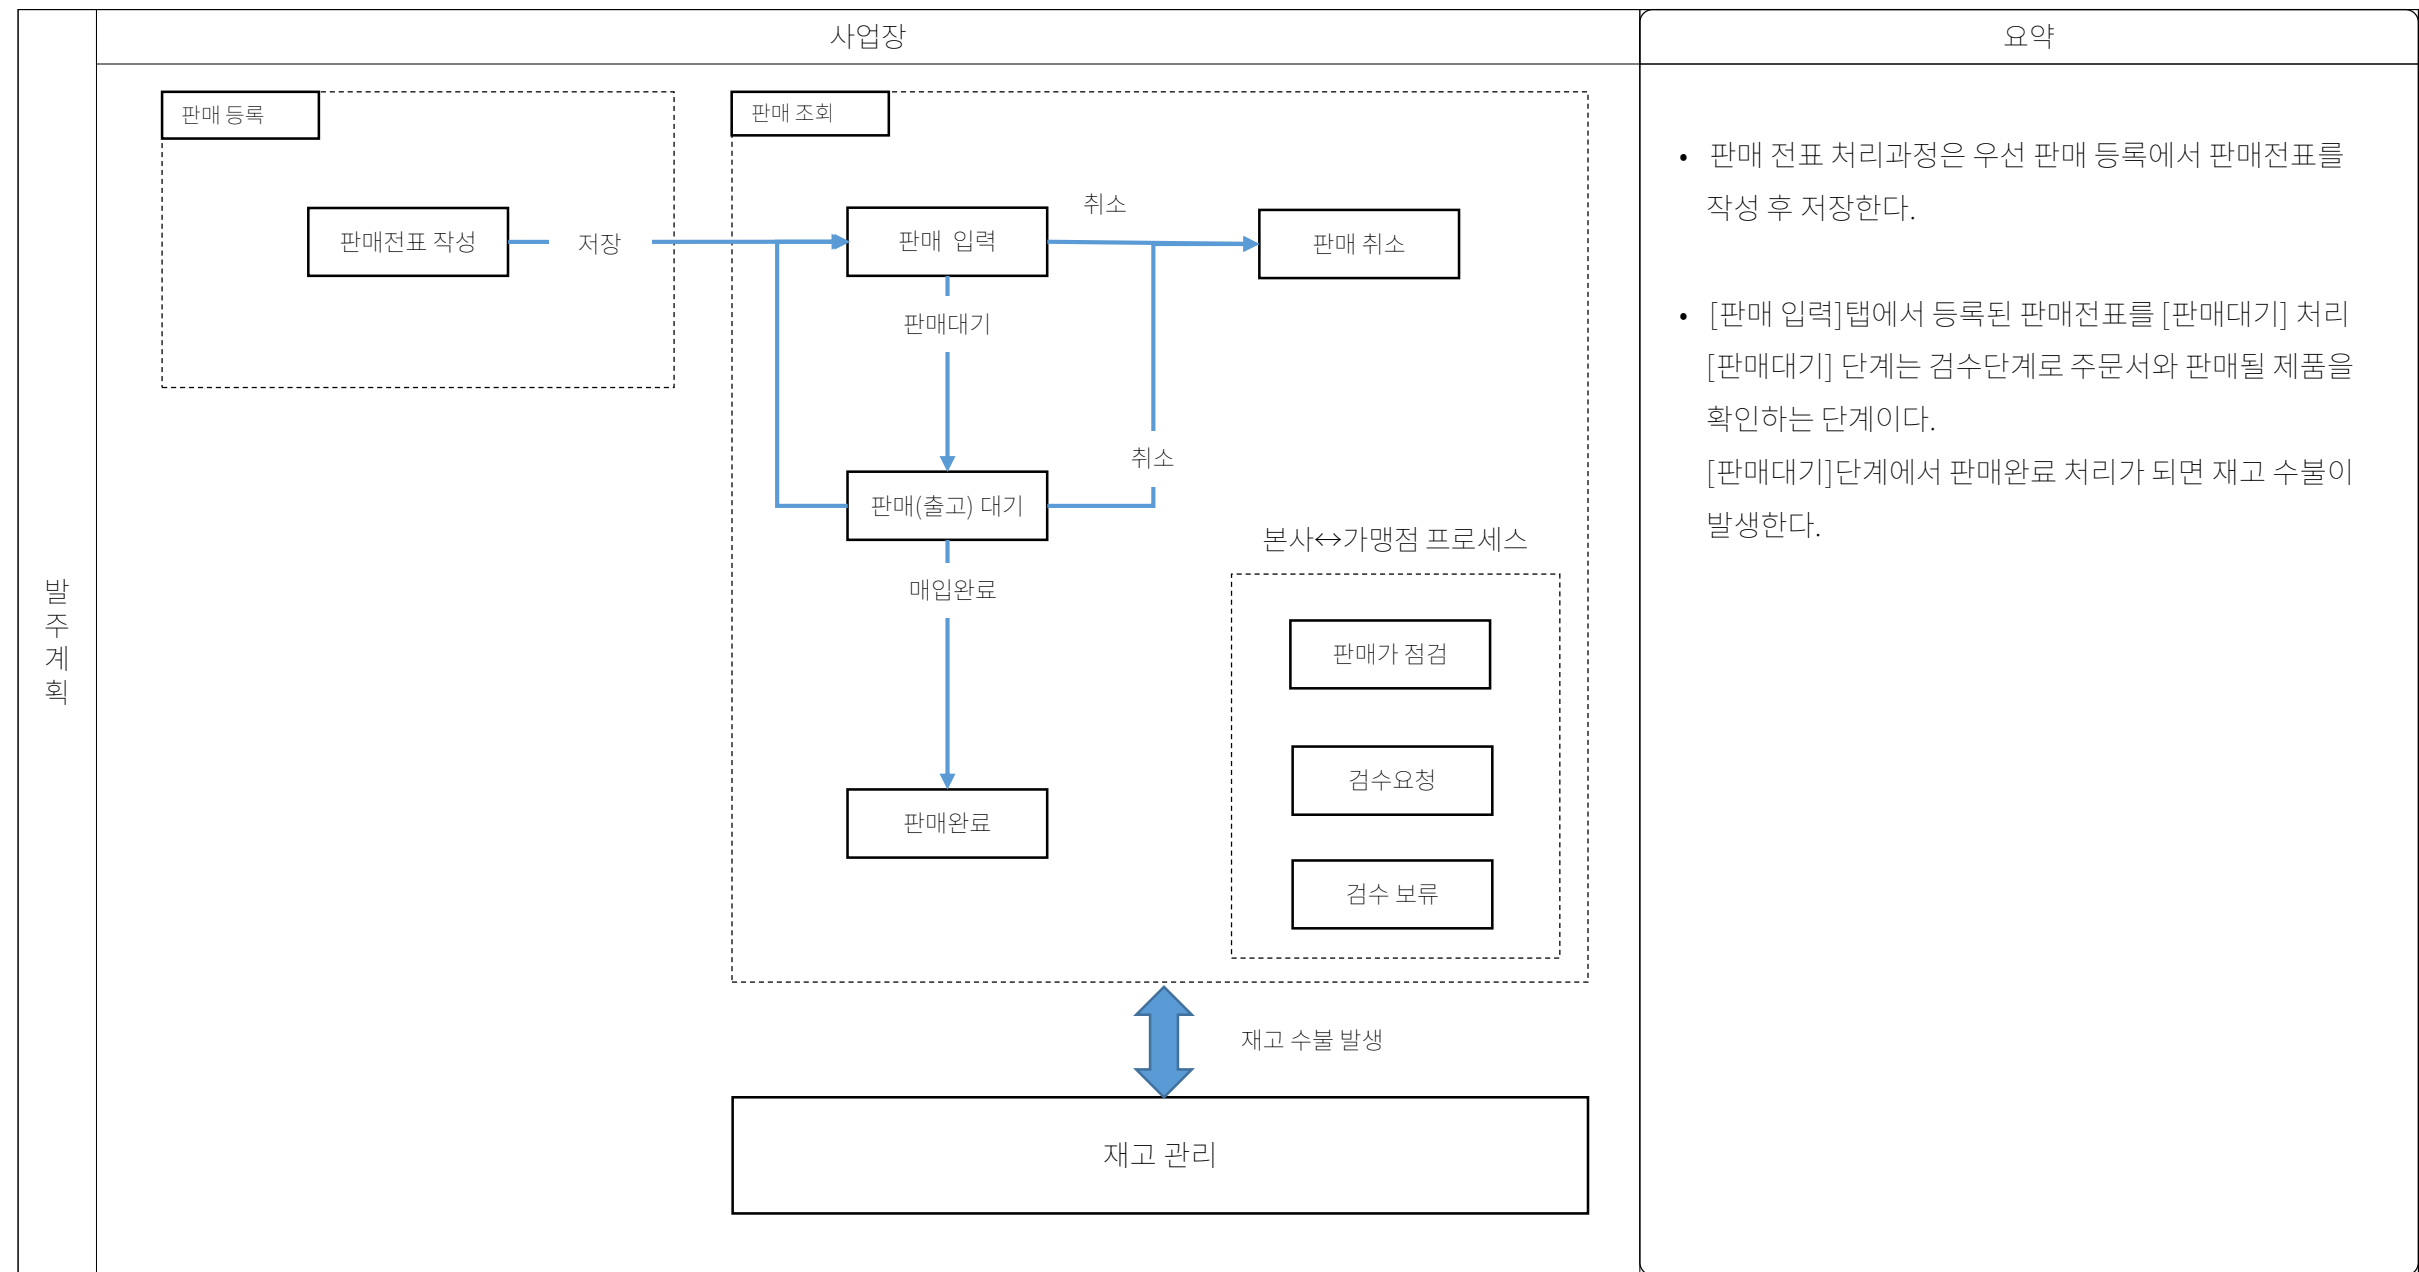 사업장
요약
발
주
계
획
판매 등록
판매전표 작성
저장
판매 조회
판매 입력
취소
판매 취소
판매대기
취소
판매(출고) 대기
매입완료
판매완료
본사↔가맹점 프로세스
판매가 점검
검수요청
검수 보류
재고 수불 발생
재고 관리
• 판매 전표 처리과정은 우선 판매 등록에서 판매전표를
작성 후 저장한다.
• [판매 입력]탭에서 등록된 판매전표를 [판매대기] 처리
[판매대기] 단계는 검수단계로 주문서와 판매될 제품을
확인하는 단계이다.
[판매대기]단계에서 판매완료 처리가 되면 재고 수불이
발생한다.